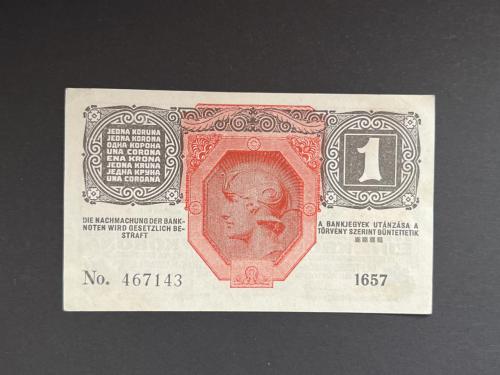 JEDNA KORUNA
JEDNA KORONA
ОДНА КОРОНА
UNA CORONA
ENA KRONA
JEDNA KRUNA
ЈЕДНА КРУНА
UNA COROANA
1
DIE NACHMACHUNG DER BANK-
NOTEN WIRD GESETZLICH BE-
STRAFT
A BANKJEGYEK UTÁNZÁSA A
TÖRVÉNY SZERINT BÜNTETTETIK
No. 467143
1657